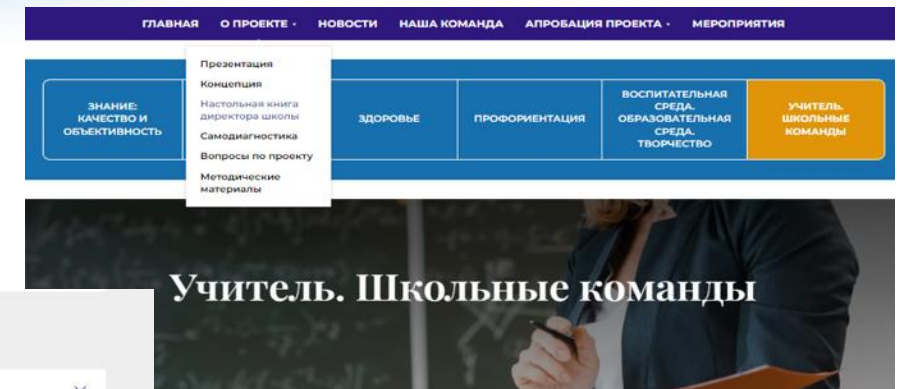 ГЛАВНАЯ О ПРОЕКТЕ · НОВОСТИ НАША КОМАНДА АПРОБАЦИЯ ПРОЕКТА · МЕРОПРИЯТИЯ
Презентация
Концепция
Настольная книга
директора школы
Самодиагностика
Вопросы по проекту
Методические
материалы
ЗНАНИЕ:
КАЧЕСТВО И
ОБЪЕКТИВНОСТЬ
ЗДОРОВЬЕ
ПРОФОРИЕНТАЦИЯ
ВОСПИТАТЕЛЬНАЯ
СРЕДА.
ОБРАЗОВАТЕЛЬНАЯ
СРЕДА.
ТВОРЧЕСТВО
УЧИТЕЛЬ.
ШКОЛЬНЫЕ
КОМАНДЫ
Учитель. Школьные команды